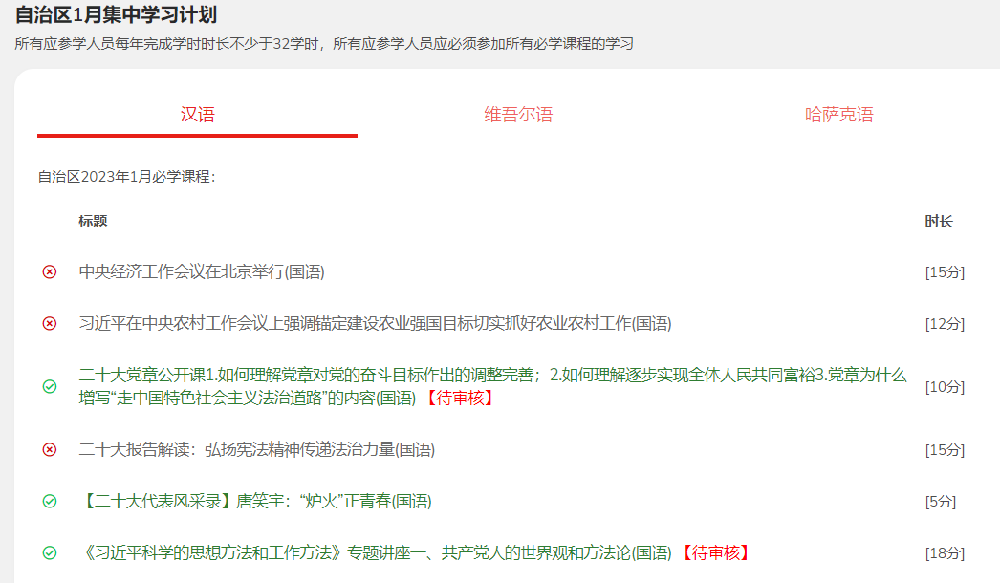 自治区1月集中学习计划
所有应参学人员每年完成学时时长不少于32学时，所有应参学人员应必须参加所有必学课程的学习
汉语 维吾尔语 哈萨克语
自治区2023年1月必学课程：
标题 时长
中央经济工作会议在北京举行(国语) [15分]
习近平在中央农村工作会议上强调锚定建设农业强国目标切实抓好农业农村工作(国语) [12分]
二十大党章公开课1.如何理解党章对党的奋斗目标作出的调整完善；2.如何理解逐步实现全体人民共同富裕3.党章为什么
增写“走中国特色社会主义法治道路”的内容(国语) 【待审核】 [10分]
二十大报告解读：弘扬宪法精神传递法治力量(国语) [15分]
【二十大代表风采录】唐笑宇：“炉火”正青春(国语) [5分]
《习近平科学的思想方法和工作方法》专题讲座一、共产党人的世界观和方法论(国语) 【待审核】 [18分]